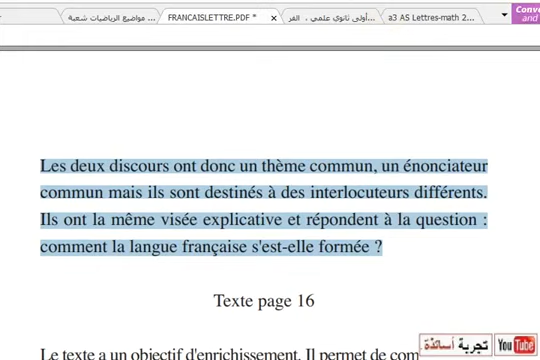 مواضيع الرياضيات شعبة ...
FRANCAISLETTRE.PDF *
أولى ثانوي علمي ، الفر...
a3 AS Lettres-math 2...
Conve
and
Les deux discours ont donc un thème commun, un énonciateur
commun mais ils sont destinés à des interlocuteurs différents.
Ils ont la même visée explicative et répondent à la question :
comment la langue française s'est-elle formée ?
Texte page 16
Le texte a un objectif d'enrichissement. Il permet de com
تجربة أساتذة
YouTube